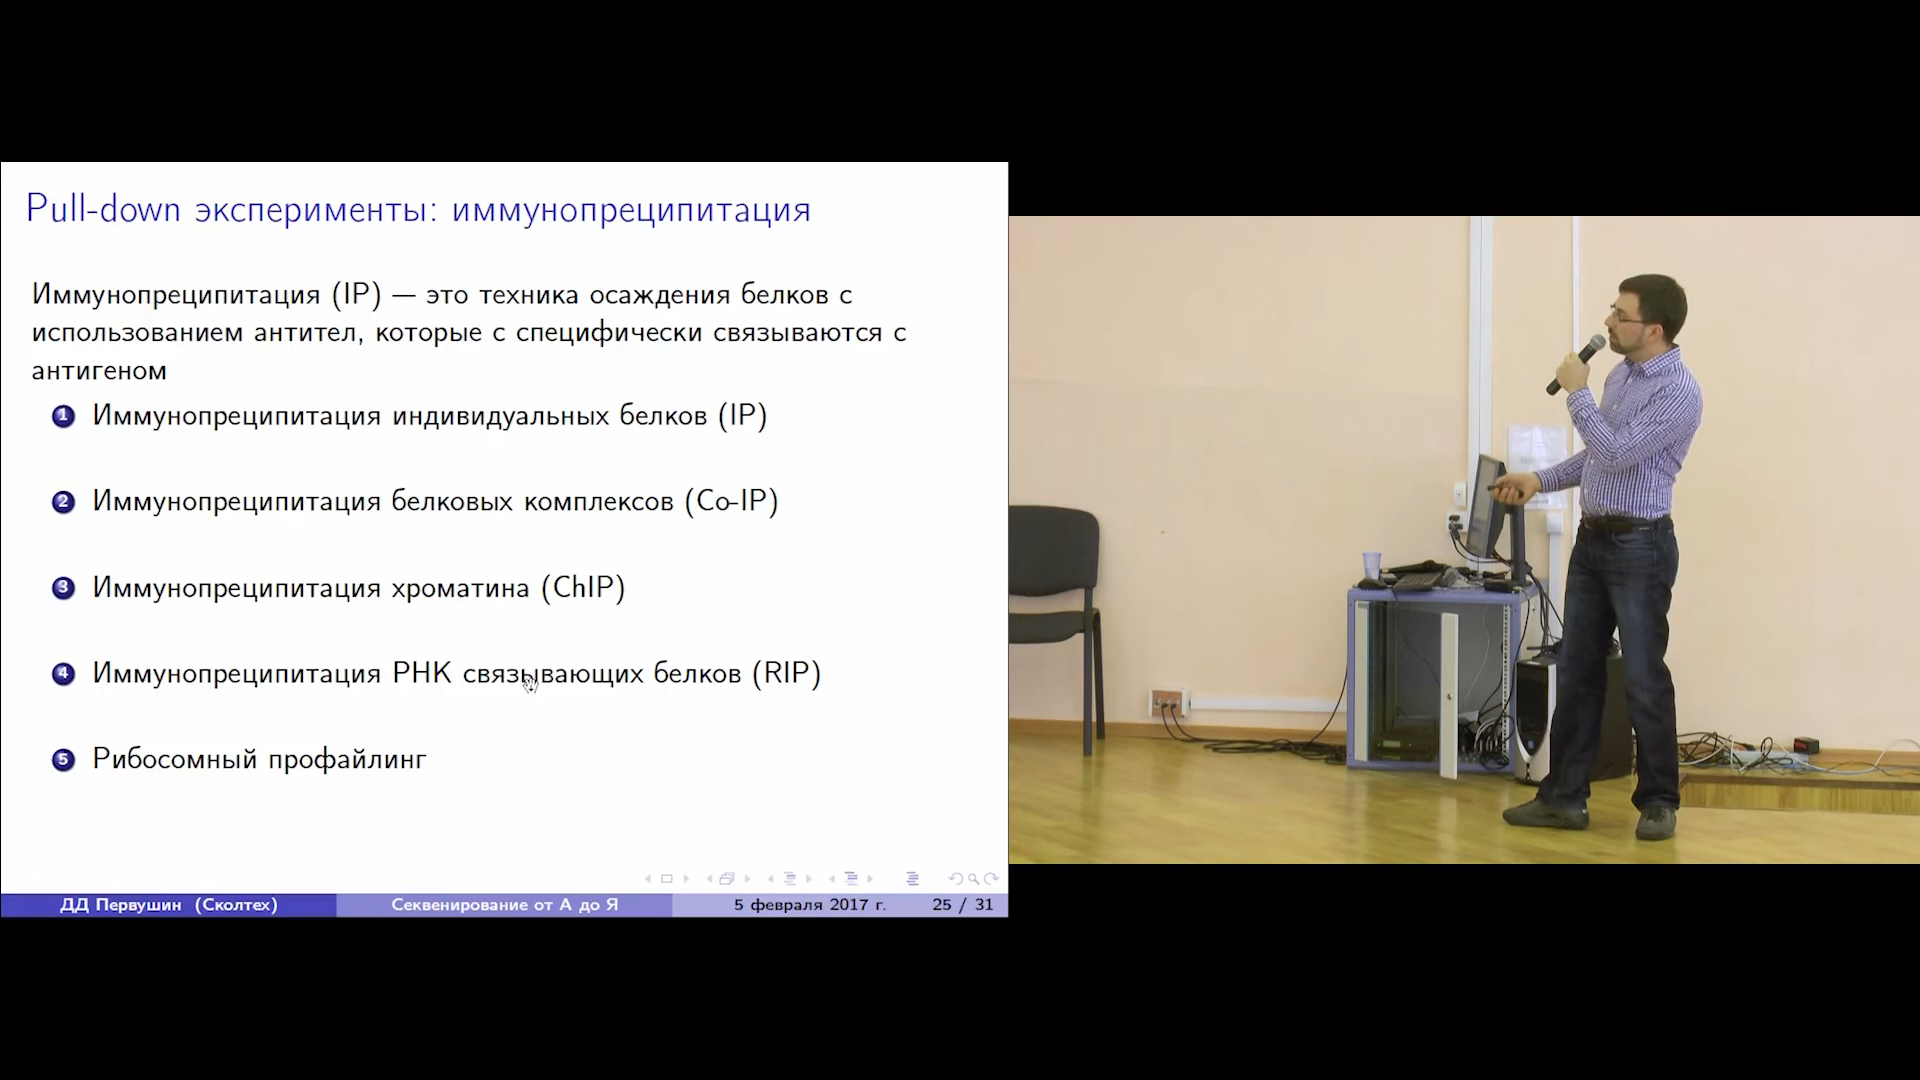 Pull-down эксперименты: иммунопреципитация
Иммунопреципитация (IP) — это техника осаждения белков с
использованием антител, которые с специфически связываются с
антигеном
1 Иммунопреципитация индивидуальных белков (IP)
2 Иммунопреципитация белковых комплексов (Co-IP)
3 Иммунопреципитация хроматина (ChIP)
4 Иммунопреципитация РНК связывающих белков (RIP)
5 Рибосомный профайлинг
ДД Первушин (Сколтех) Секвенирование от А до Я 5 февраля 2017 г. 25 / 31